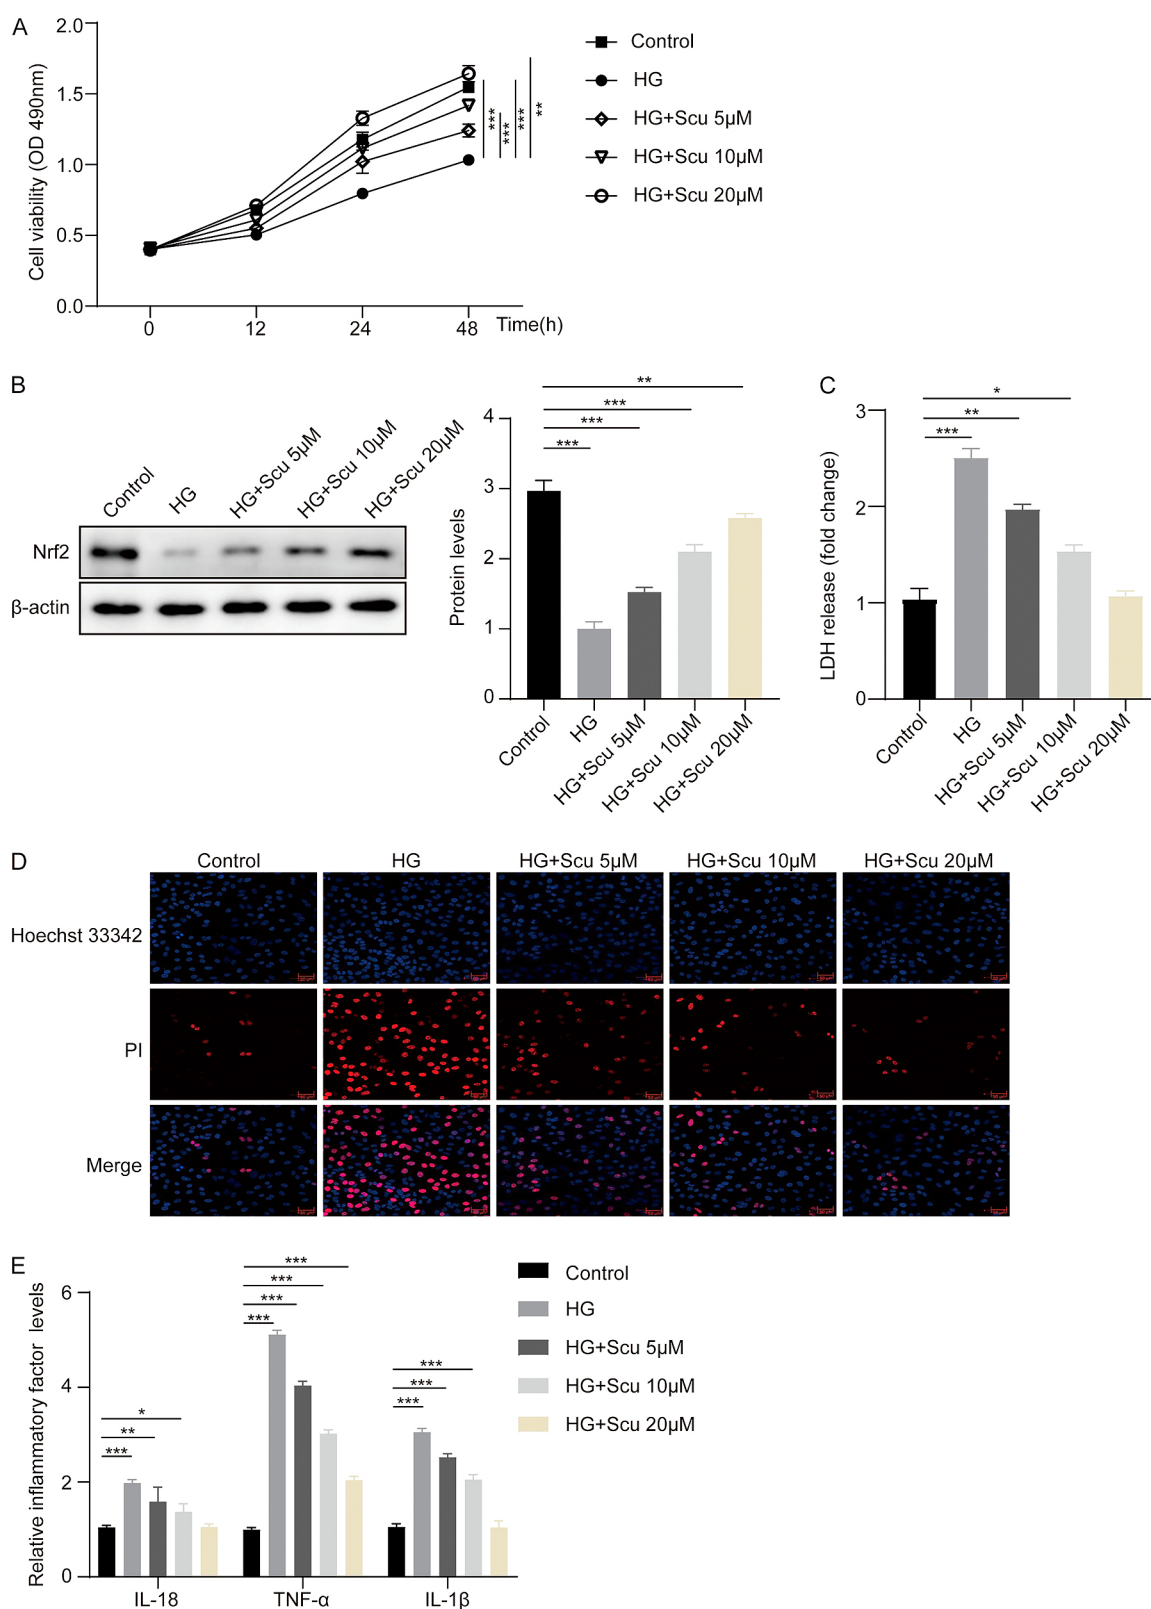 A
Cell viability (OD 490nm)
2.0
1.5
1.0
0.5
0.0
0 12 24 48 Time(h)
***
***
***
**
Control
HG
HG+Scu 5μM
HG+Scu 10μM
HG+Scu 20μM
B
Control HG HG+Scu 5μM HG+Scu 10μM HG+Scu 20μM
Nrf2
β-actin
Protein levels
4
3
2
1
0
**
***
***
***
Control HG HG+Scu 5μM HG+Scu 10μM HG+Scu 20μM
C
LDH release (fold change)
3
2
1
0
*
**
***
Control HG HG+Scu 5μM HG+Scu 10μM HG+Scu 20μM
D
Control HG HG+Scu 5μM HG+Scu 10μM HG+Scu 20μM
Hoechst 33342
PI
Merge
E
Relative inflammatory factor levels
6
4
2
0
*
**
***
***
***
***
***
***
***
***
IL-18 TNF-α IL-1β
Control
HG
HG+Scu 5μM
HG+Scu 10μM
HG+Scu 20μM